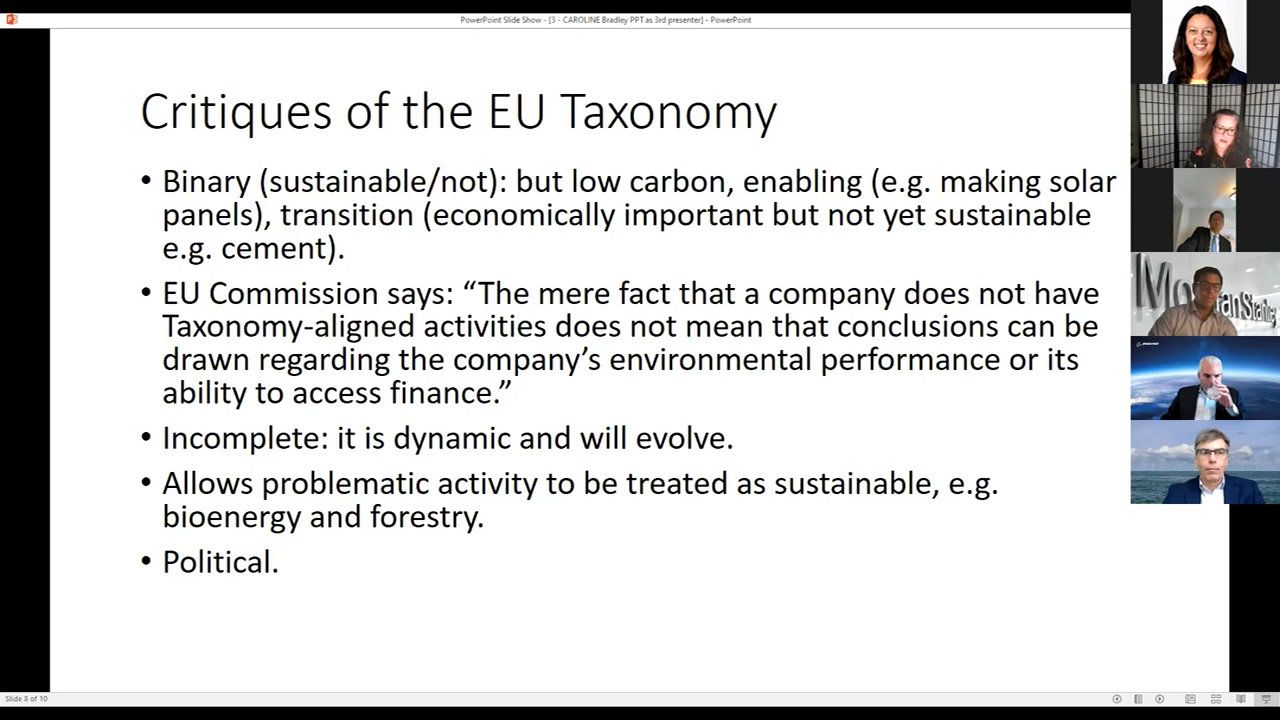 PowerPoint Slide Show - [3 - CAROLINE Bradley PPT as 3rd presenter] - PowerPoint
Critiques of the EU Taxonomy
• Binary (sustainable/not): but low carbon, enabling (e.g. making solar
panels), transition (economically important but not yet sustainable
e.g. cement).
• EU Commission says: “The mere fact that a company does not have
Taxonomy-aligned activities does not mean that conclusions can be
drawn regarding the company’s environmental performance or its
ability to access finance.”
• Incomplete: it is dynamic and will evolve.
• Allows problematic activity to be treated as sustainable, e.g.
bioenergy and forestry.
• Political.
Slide 8 of 10